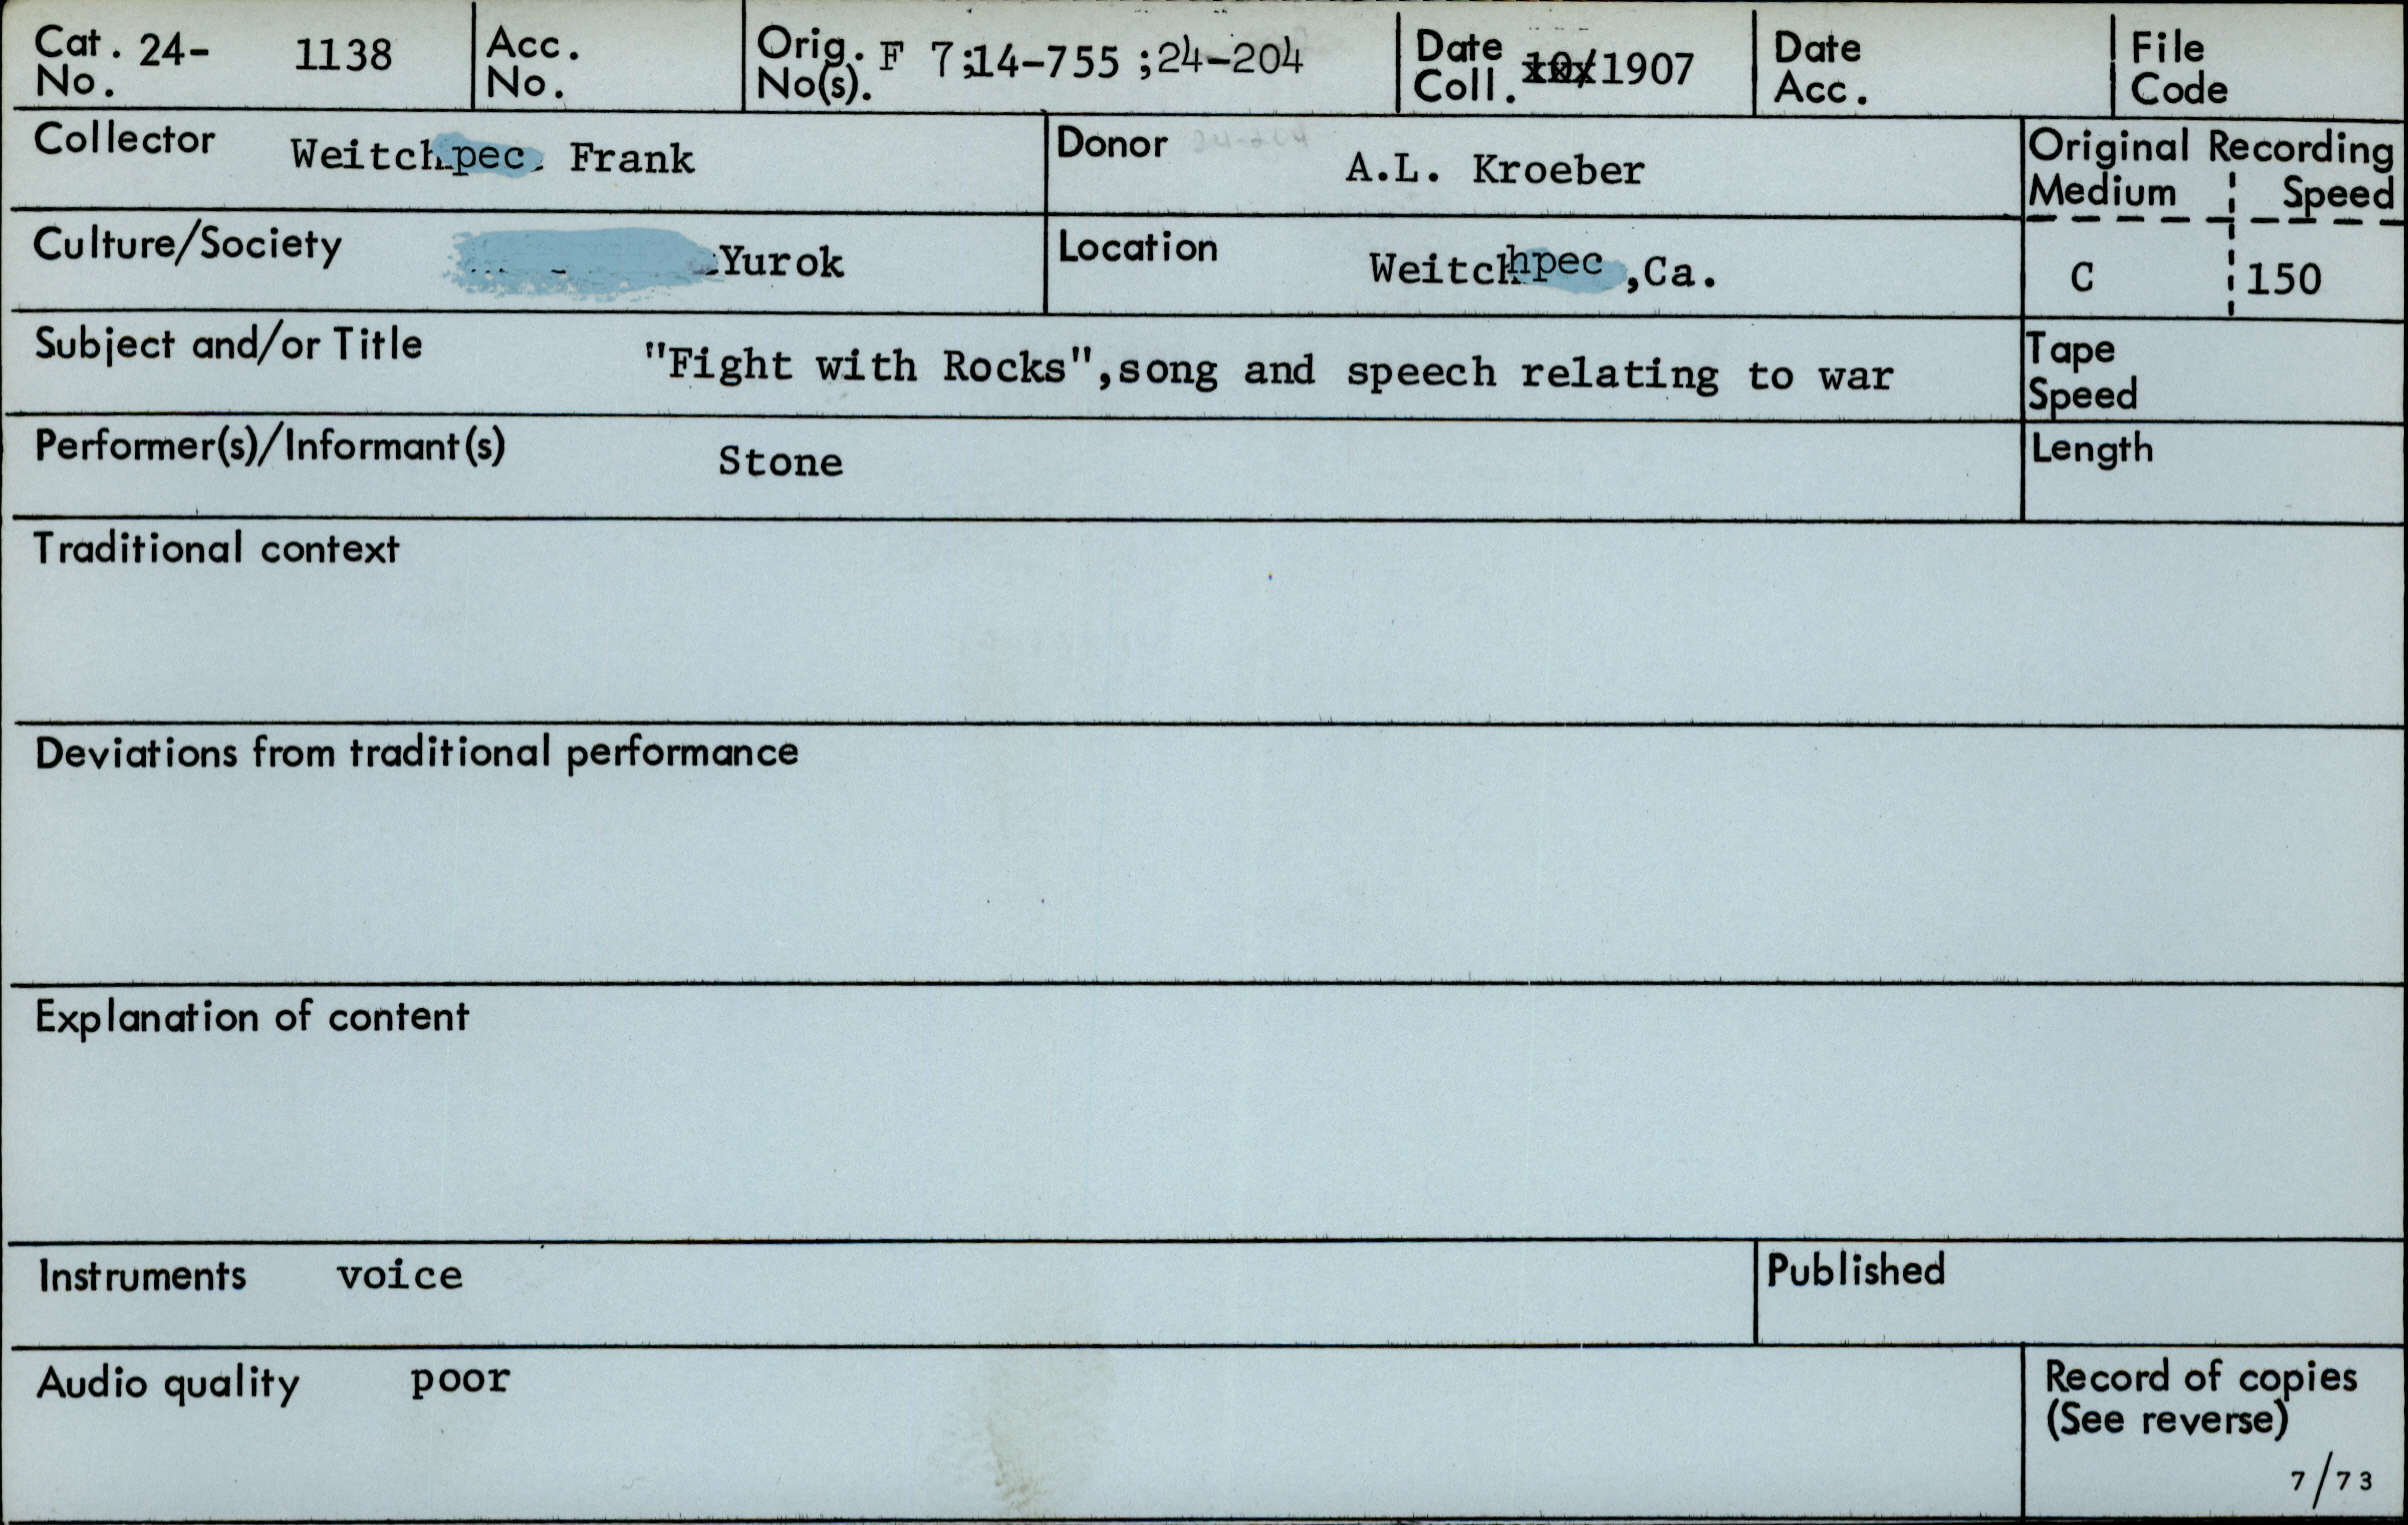 Cat. No. 24- 1138
Acc. No.
Orig. No(s). F 7;14-755 ;24-204
Date Coll. 10/1907
Date Acc.
File Code
Collector Weitchpec Frank
Donor A.L. Kroeber
Original Recording
Medium Speed
Culture/Society Yurok
Location Weitchpec ,Ca.
C 150
Subject and/or Title "Fight with Rocks",song and speech relating to war
Tape Speed
Performer(s)/Informant(s) Stone
Length
Traditional context
Deviations from traditional performance
Explanation of content
Instruments voice
Published
Audio quality poor
Record of copies
(See reverse)
7/73